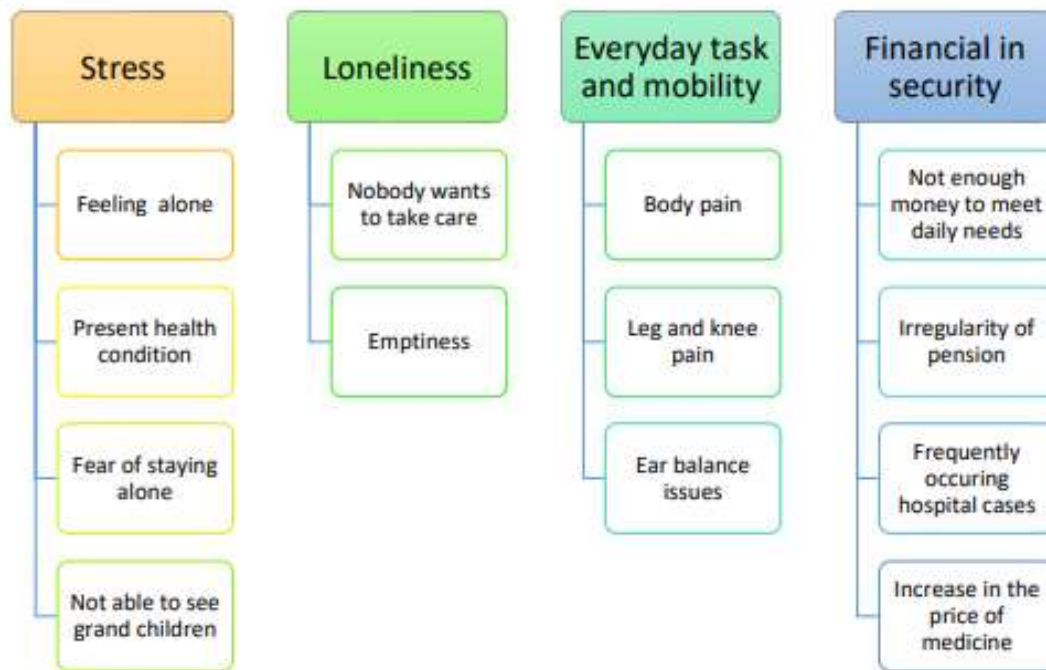 Stress
Feeling alone
Present health
condition
Fear of staying
alone
Not able to see
grand children
Loneliness
Nobody wants
to take care
Emptiness
Everyday task
and mobility
Body pain
Leg and knee
pain
Ear balance
issues
Financial in
security
Not enough
money to meet
daily needs
Irregularity of
pension
Frequently
occuring
hospital cases
Increase in the
price of
medicine